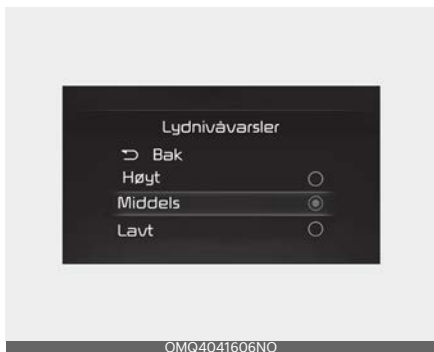 Lydnivåvarsler
Bak
Høyt
Middels
Lavt
OMQ4041606NO